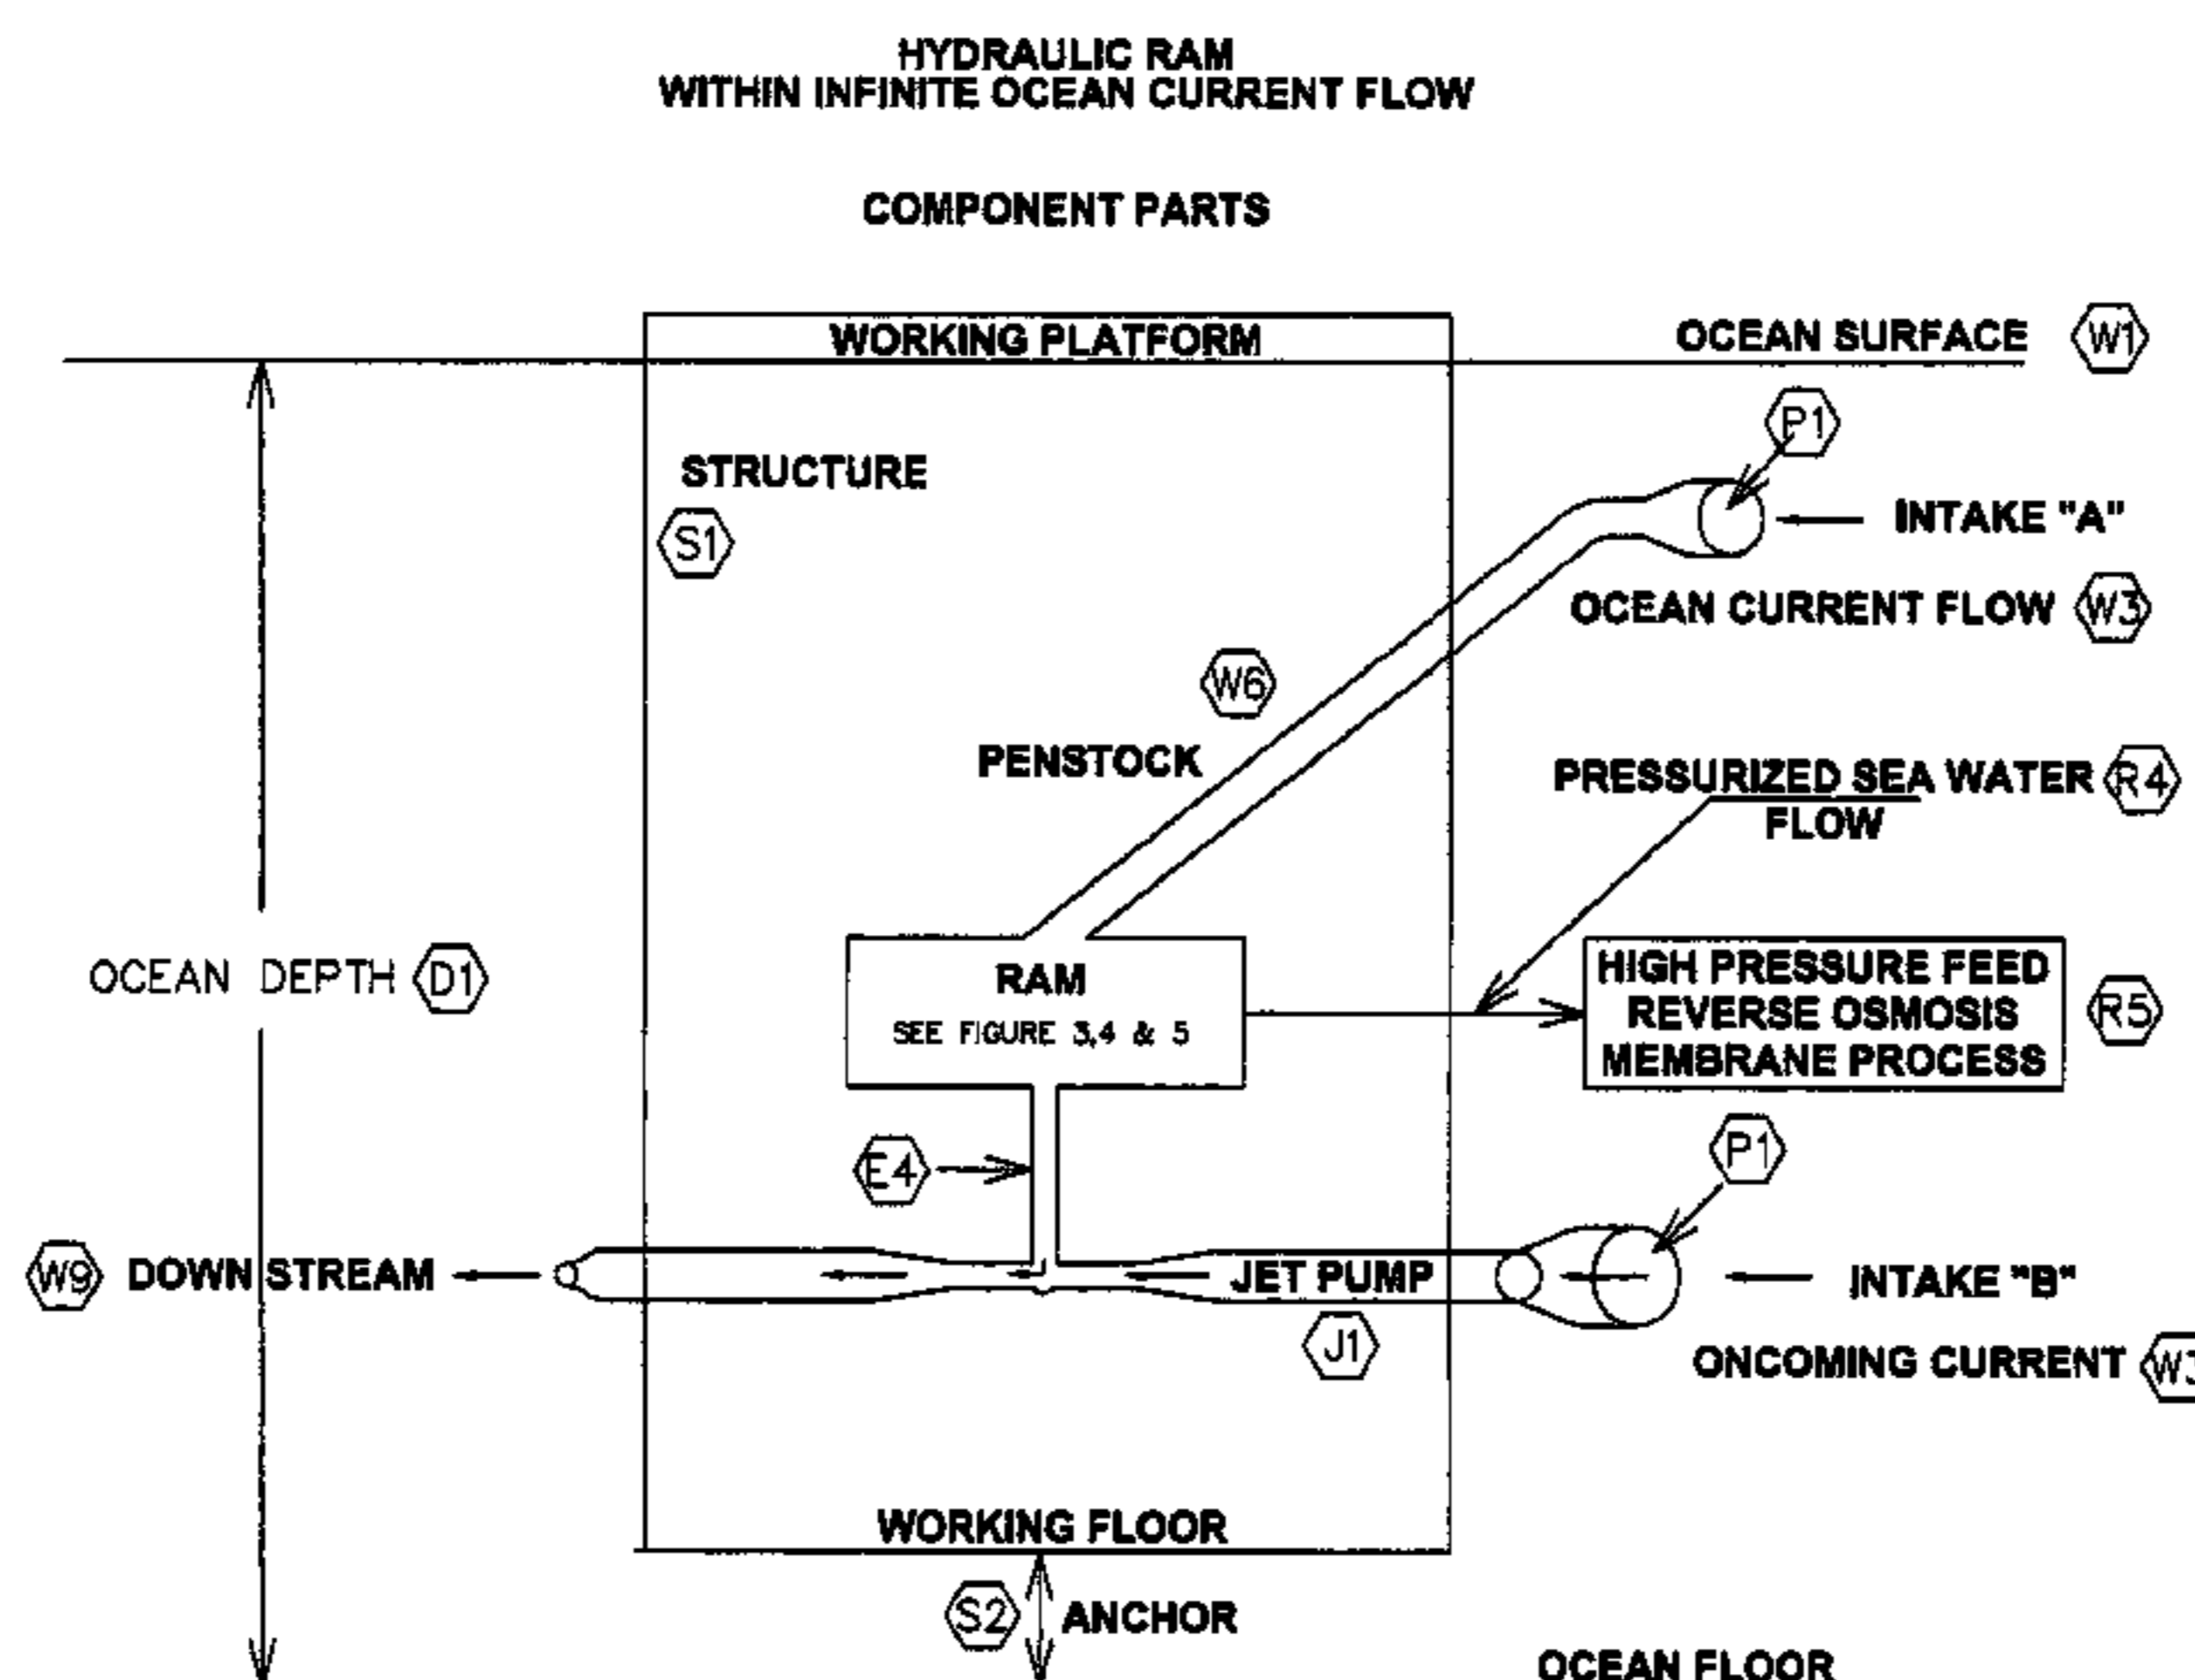 HYDRAULIC RAM
WITHIN INFINITE OCEAN CURRENT FLOW
COMPONENT PARTS
WORKING PLATFORM
OCEAN SURFACE W1
P1
STRUCTURE
S1
INTAKE "A"
OCEAN CURRENT FLOW W3
W6
PENSTOCK
PRESSURIZED SEA WATER R4
FLOW
OCEAN DEPTH D1
RAM
SEE FIGURE 3,4 & 5
HIGH PRESSURE FEED
REVERSE OSMOSIS
MEMBRANE PROCESS
R5
P1
E4
W9 DOWN STREAM
JET PUMP
INTAKE "B"
J1
ONCOMING CURRENT W3
WORKING FLOOR
S2 ANCHOR
OCEAN FLOOR